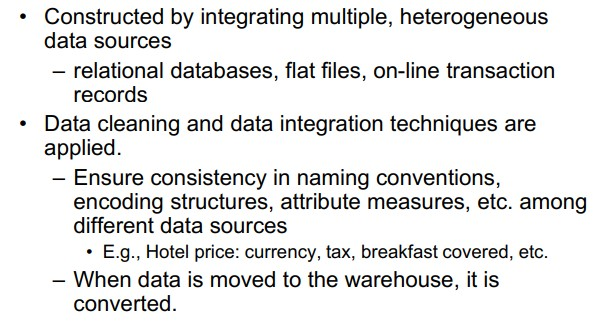 • Constructed by integrating multiple, heterogeneous
data sources
– relational databases, flat files, on-line transaction
records
• Data cleaning and data integration techniques are
applied.
– Ensure consistency in naming conventions,
encoding structures, attribute measures, etc. among
different data sources
• E.g., Hotel price: currency, tax, breakfast covered, etc.
– When data is moved to the warehouse, it is
converted.